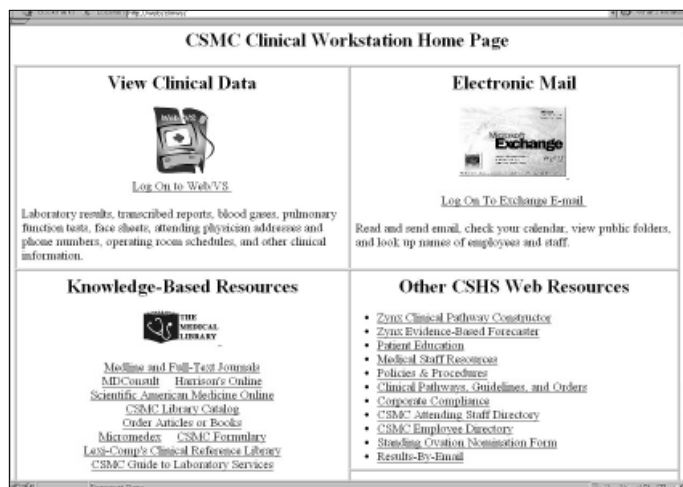 CSMC Clinical Workstation Home Page
View Clinical Data
Log On to Web/VS
Laboratory results, transcribed reports, blood gases, pulmonary
function tests, face sheets, attending physician addresses and
phone numbers, operating room schedules, and other clinical
information.
Electronic Mail
Microsoft
Exchange
Log On To Exchange E-mail
Read and send email, check your calendar, view public folders,
and look up names of employees and staff.
Knowledge-Based Resources
THE
MEDICAL
LIBRARY
Medline and Full-Text Journals
MDConsult Harrison's Online
Scientific American Medicine Online
CSMC Library Catalog
Order Articles or Books
Micromedex CSMC Formulary
Lexi-Comp's Clinical Reference Library
CSMC Guide to Laboratory Services
Other CSHS Web Resources
• Zynx Clinical Pathway Constructor
• Zynx Evidence-Based Forecaster
• Patient Education
• Medical Staff Resources
• Policies & Procedures
• Clinical Pathways, Guidelines, and Orders
• Corporate Compliance
• CSMC Attending Staff Directory
• CSMC Employee Directory
• Standing Ovation Nomination Form
• Results-By-Email